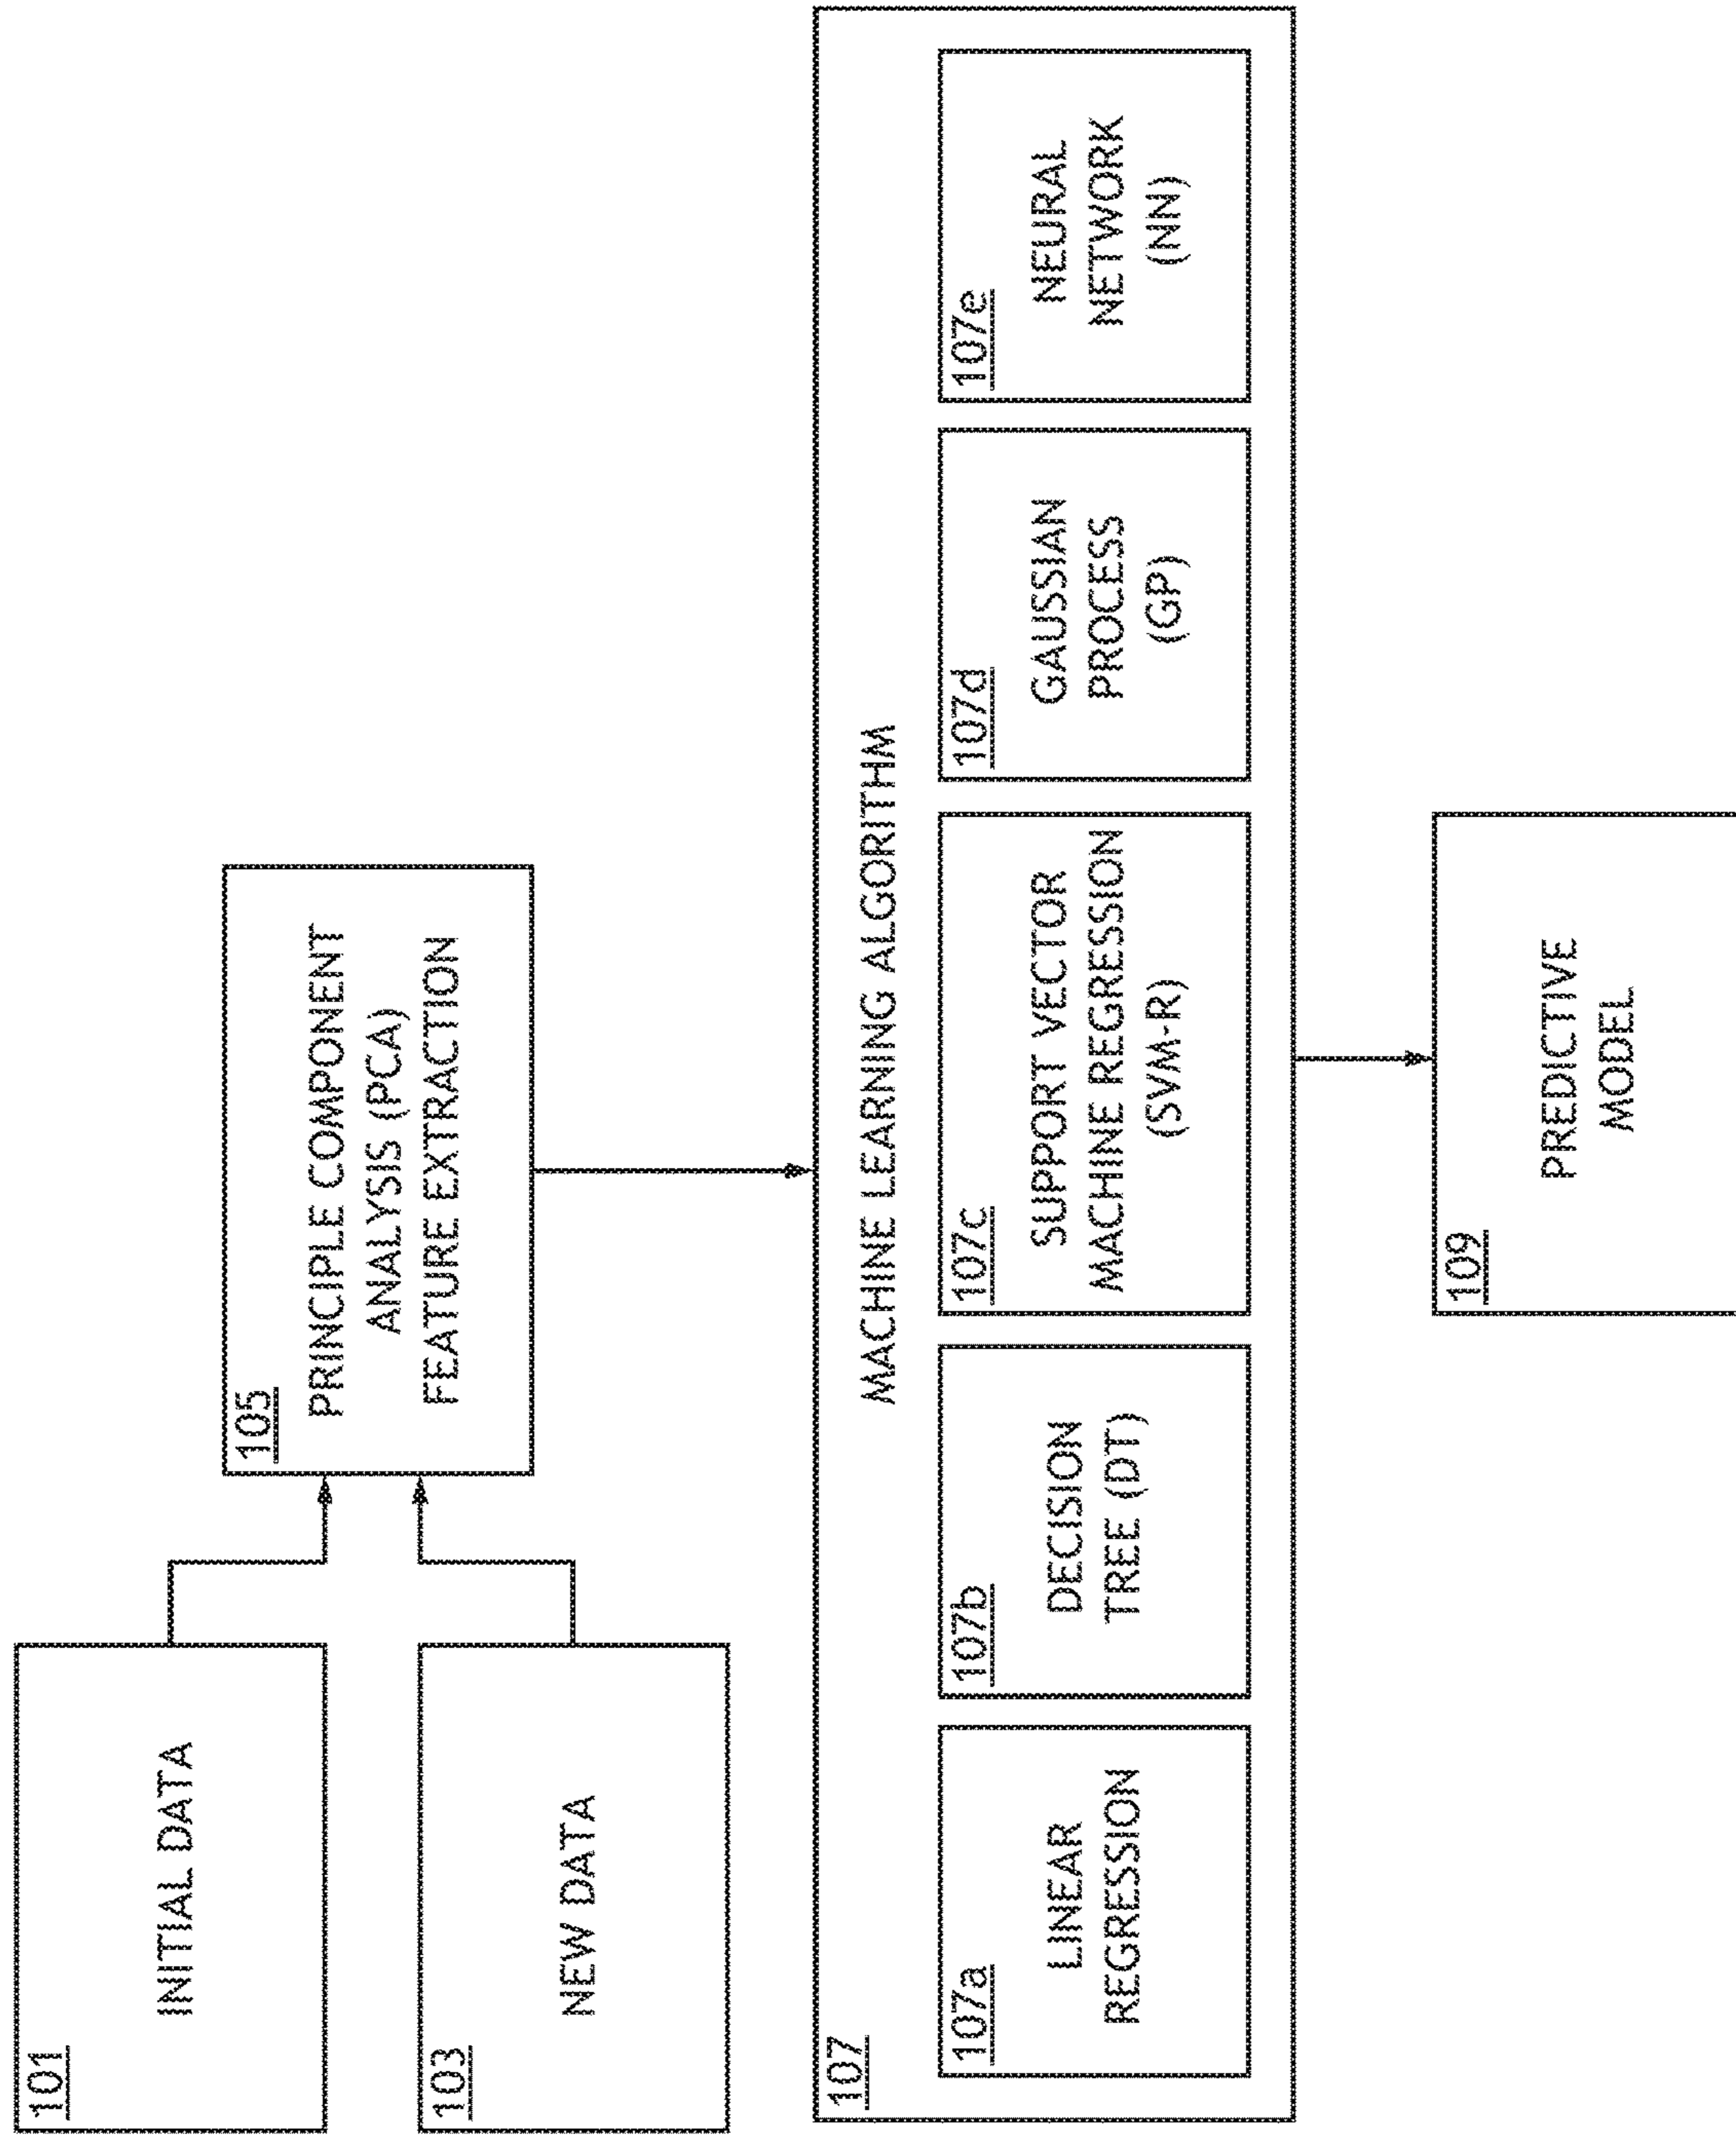 101
INITIAL DATA
103
NEW DATA
105
PRINCIPLE COMPONENT
ANALYSIS (PCA)
FEATURE EXTRACTION
107
MACHINE LEARNING ALGORITHM
107a
LINEAR
REGRESSION
107b
DECISION
TREE (DT)
107c
SUPPORT VECTOR
MACHINE REGRESSION
(SVM-R)
107d
GAUSSIAN
PROCESS
(GP)
107e
NEURAL
NETWORK
(NN)
109
PREDICTIVE
MODEL